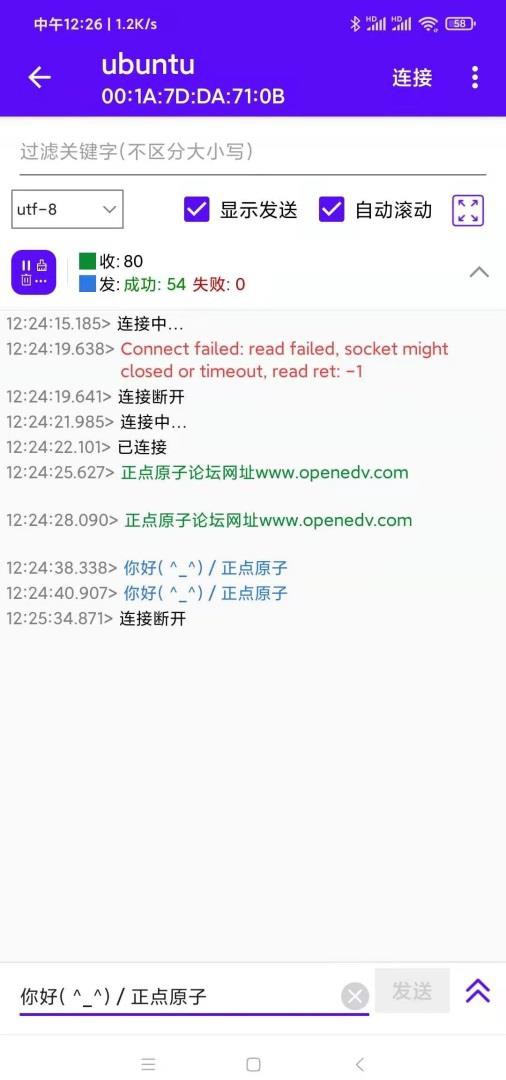 中午12:26 | 1.2K/s HD HD 58
ubuntu
00:1A:7D:DA:71:0B
连接
过滤关键字(不区分大小写)
utf-8
显示发送
自动滚动
收: 80
发: 成功: 54 失败: 0
12:24:15.185> 连接中...
12:24:19.638> Connect failed: read failed, socket might
closed or timeout, read ret: -1
12:24:19.641> 连接断开
12:24:21.985> 连接中...
12:24:22.101> 已连接
12:24:25.627> 正点原子论坛网址www.openedv.com
12:24:28.090> 正点原子论坛网址www.openedv.com
12:24:38.338> 你好( ^_^) / 正点原子
12:24:40.907> 你好( ^_^) / 正点原子
12:25:34.871> 连接断开
你好( ^_^) / 正点原子
发送